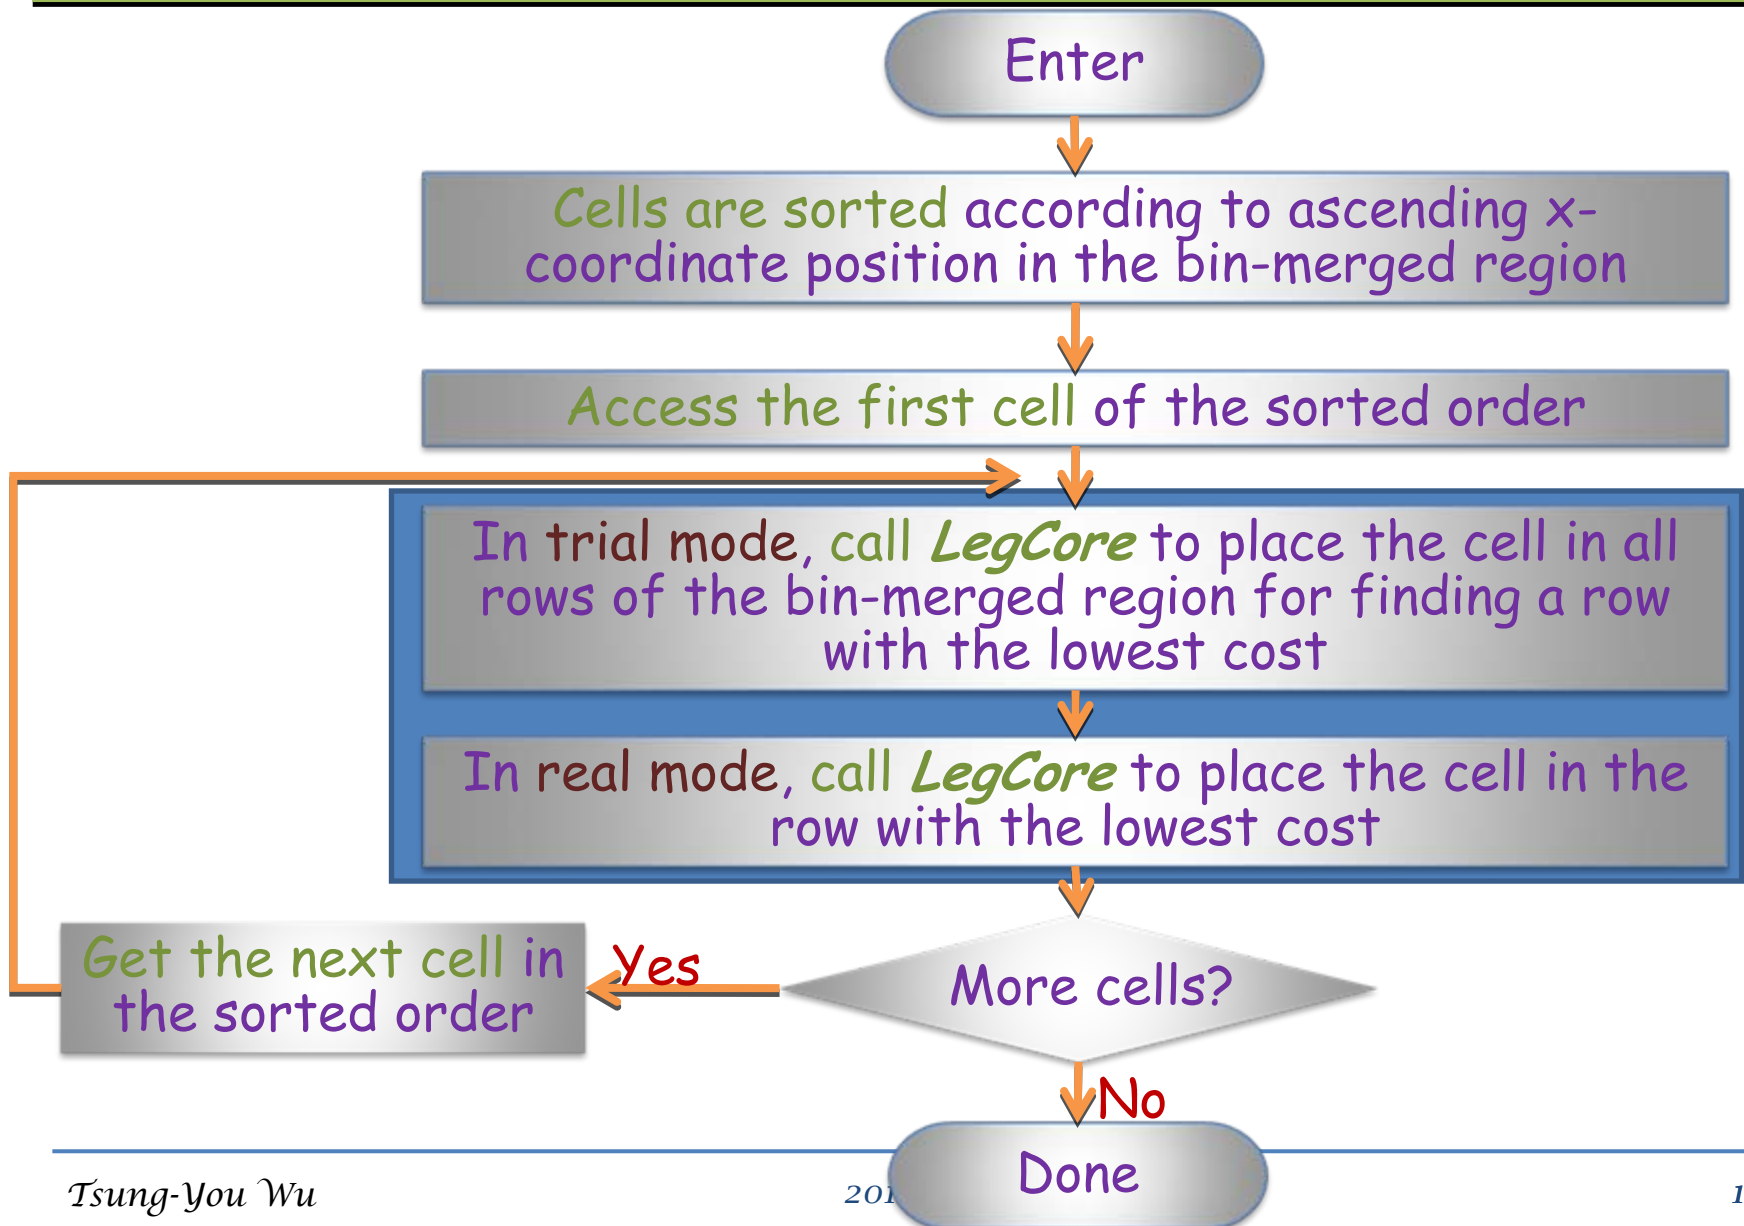 Enter
Cells are sorted according to ascending x-
coordinate position in the bin-merged region
Access the first cell of the sorted order
In trial mode, call LegCore to place the cell in all
rows of the bin-merged region for finding a row
with the lowest cost
In real mode, call LegCore to place the cell in the
row with the lowest cost
More cells?
Yes
Get the next cell in
the sorted order
No
Done
Tsung-You Wu